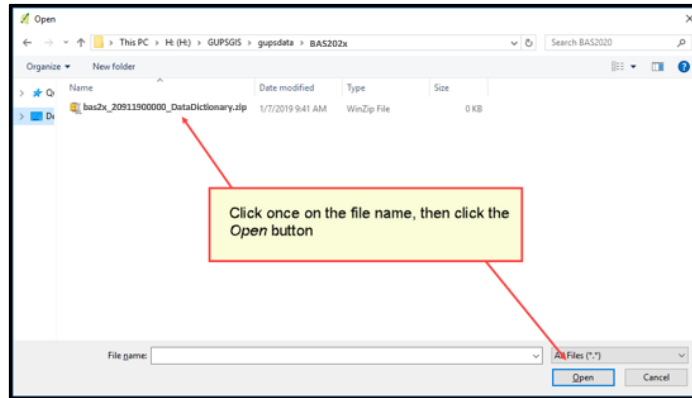 Open
This PC > H: (H:) > GUPSGIS > gupsdata > BAS202x
Search BAS2020
Organize
New folder
Name
Date modified
Type
Size
bas2x_20911900000_DataDictionary.zip
1/7/2019 9:41 AM
WinZip File
0 KB
Click once on the file name, then click the
Open button
File name:
All Files (*.*)
Open
Cancel